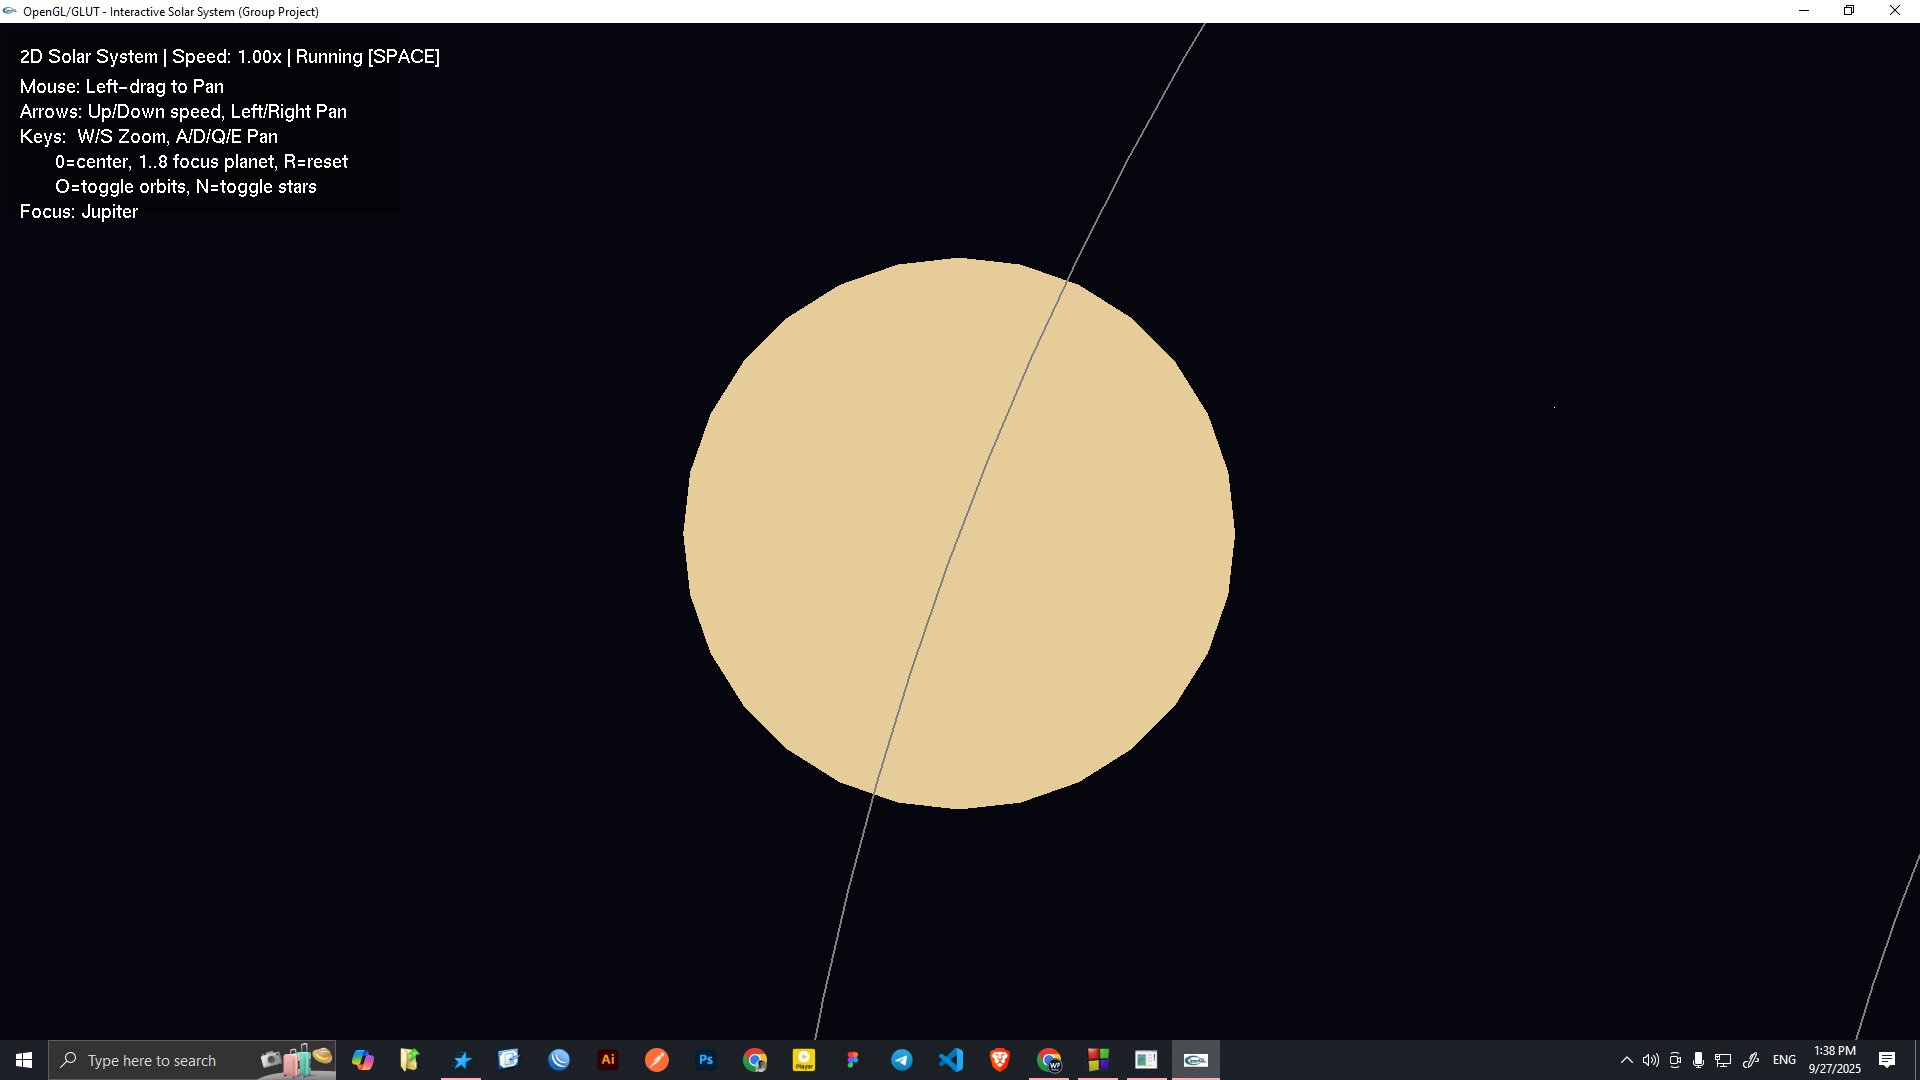 OpenGL/GLUT - Interactive Solar System (Group Project)
2D Solar System | Speed: 1.00x | Running [SPACE]
Mouse: Left-drag to Pan
Arrows: Up/Down speed, Left/Right Pan
Keys:  W/S Zoom, A/D/Q/E Pan
0=center, 1..8 focus planet, R=reset
O=toggle orbits, N=toggle stars
Focus: Jupiter
Type here to search
Ai
Ps
Player
ENG
1:38 PM
9/27/2025